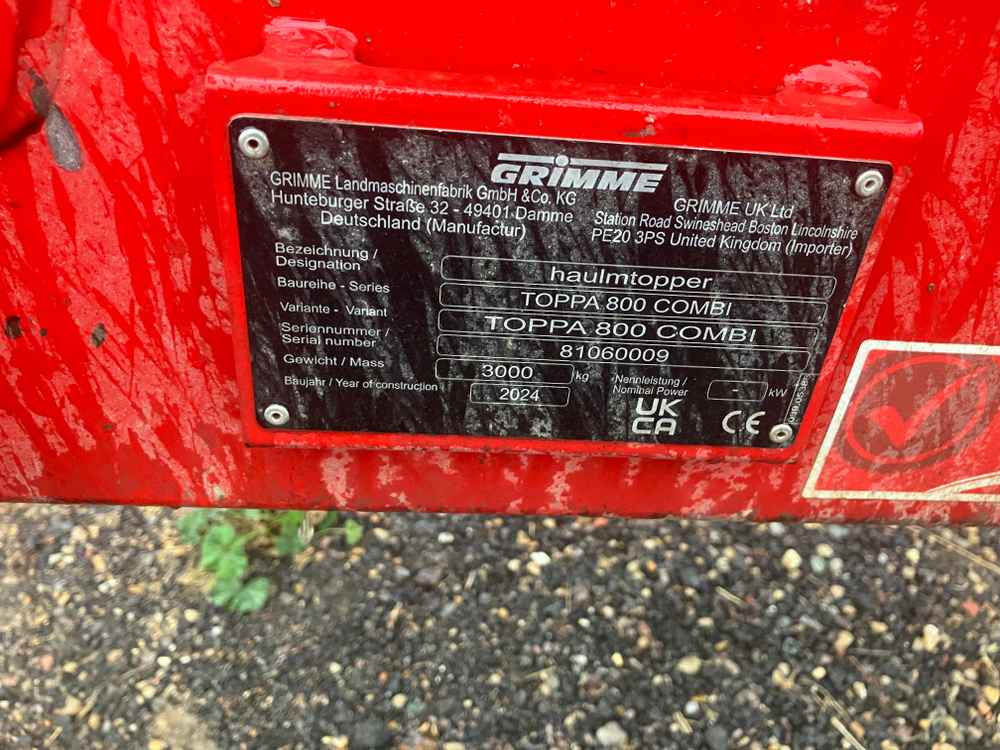 GRIMME
GRIMME Landmaschinenfabrik GmbH &Co. KG
Hunteburger Straße 32 - 49401 Damme
Deutschland (Manufactur)
GRIMME UK Ltd
Station Road Swineshead Boston Lincolnshire
PE20 3PS United Kingdom (Importer)
Bezeichnung /
Designation
haulmtopper
Baureihe - Series
TOPPA 800 COMBI
Variante - Variant
TOPPA 800 COMBI
Seriennummer /
Serial number
81060009
Gewicht / Mass
3000 kg
Nennleistung /
Nominal Power
- kW
Baujahr / Year of construction
2024
UK
CA
CE